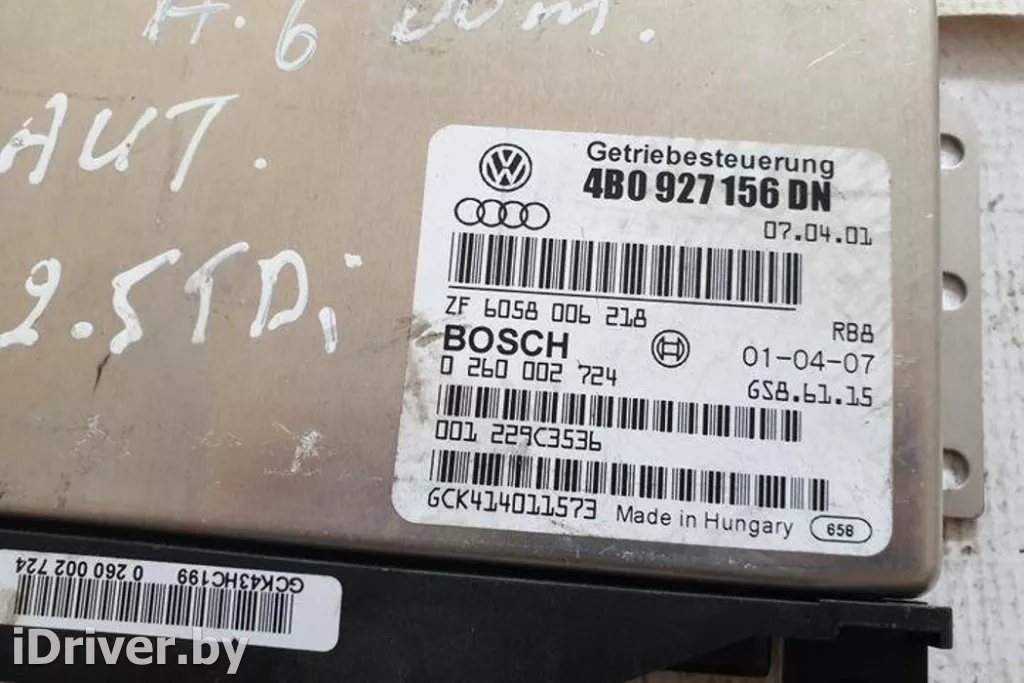 A.6
AUT.
2.5TDi
Getriebesteuerung
4B0 927 156 DN
07.04.01
ZF 6058 006 218
RB8
BOSCH
01-04-07
0 260 002 724
GS8.61.15
001 229C3536
GCK414011573
Made in Hungary
658
GCK43HC199
0 260 002 724
iDriver.by